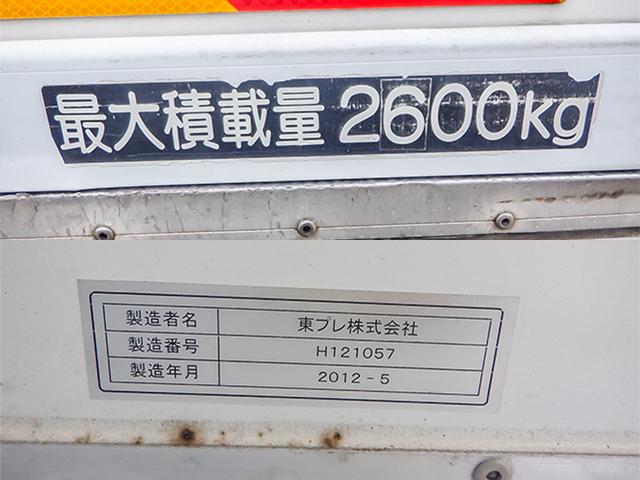 最大積載量 2600kg
製造者名 東プレ株式会社
製造番号 H121057
製造年月 2012-5